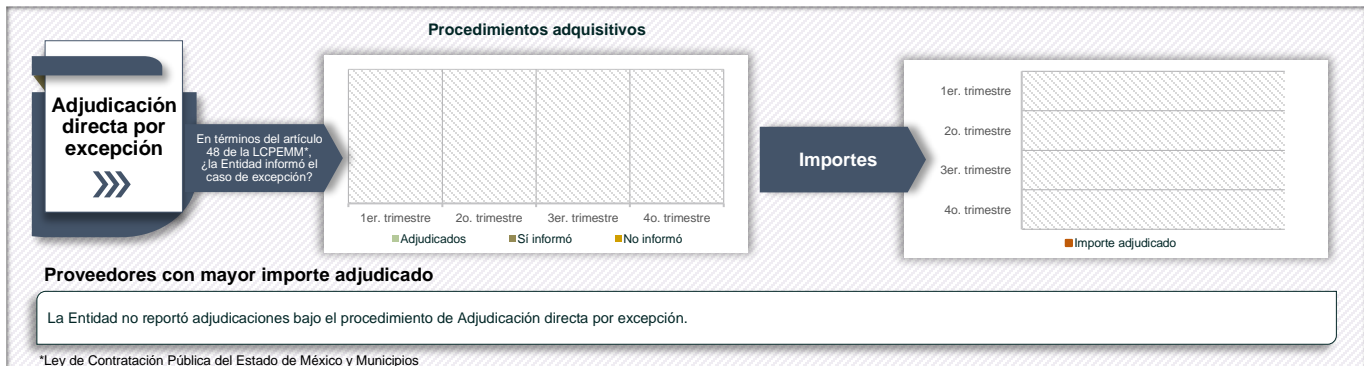 Procedimientos adquisitivos
Adjudicación
directa por
excepción
En términos del artículo
48 de la LCPEMM*,
¿la Entidad informó el
caso de excepción?
1er. trimestre 2o. trimestre 3er. trimestre 4o. trimestre
Adjudicados Sí informó No informó
Importes
1er. trimestre
2o. trimestre
3er. trimestre
4o. trimestre
Importe adjudicado
Proveedores con mayor importe adjudicado
La Entidad no reportó adjudicaciones bajo el procedimiento de Adjudicación directa por excepción.
*Ley de Contratación Pública del Estado de México y Municipios